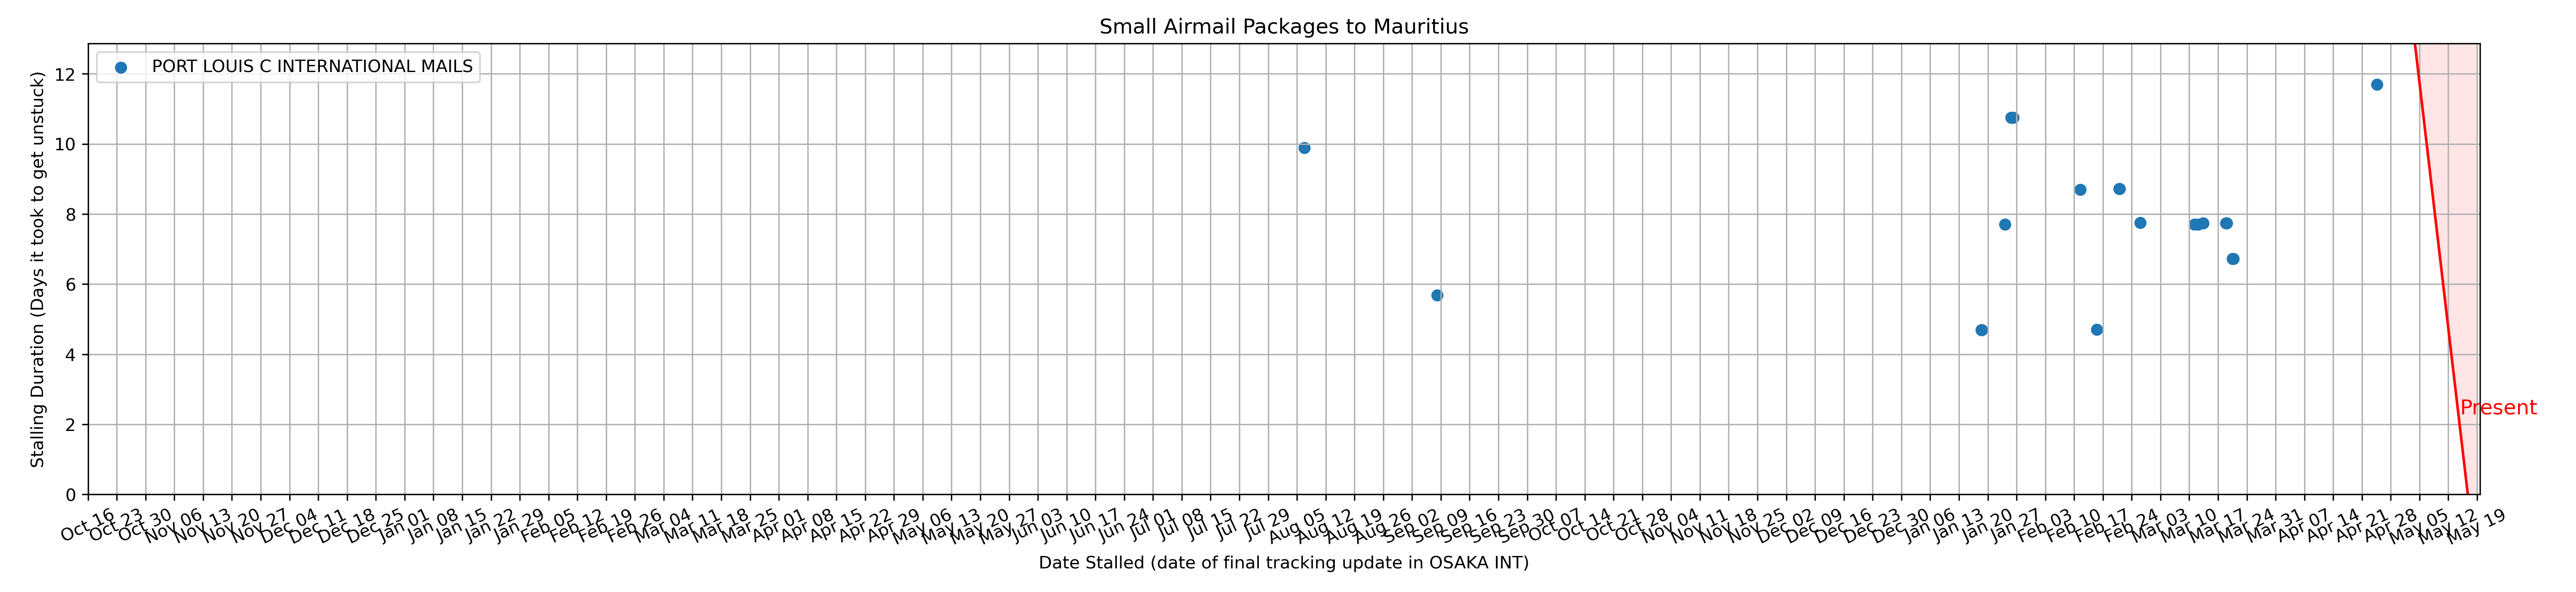 Small Airmail Packages to Mauritius
PORT LOUIS C INTERNATIONAL MAILS
Stalling Duration (Days it took to get unstuck)
12
10
8
6
4
2
0
Present
Oct 16 Oct 23 Oct 30 Nov 06 Nov 13 Nov 20 Nov 27 Dec 04 Dec 11 Dec 18 Dec 25 Jan 01 Jan 08 Jan 15 Jan 22 Jan 29 Feb 05 Feb 12 Feb 19 Feb 26 Mar 04 Mar 11 Mar 18 Mar 25 Apr 01 Apr 08 Apr 15 Apr 22 Apr 29 May 06 May 13 May 20 May 27 Jun 03 Jun 10 Jun 17 Jun 24 Jul 01 Jul 08 Jul 15 Jul 22 Jul 29 Aug 05 Aug 12 Aug 19 Aug 26 Sep 02 Sep 09 Sep 16 Sep 23 Sep 30 Oct 07 Oct 14 Oct 21 Oct 28 Nov 04 Nov 11 Nov 18 Nov 25 Dec 02 Dec 09 Dec 16 Dec 23 Dec 30 Jan 06 Jan 13 Jan 20 Jan 27 Feb 03 Feb 10 Feb 17 Feb 24 Mar 03 Mar 10 Mar 17 Mar 24 Mar 31 Apr 07 Apr 14 Apr 21 Apr 28 May 05 May 12 May 19
Date Stalled (date of final tracking update in OSAKA INT)